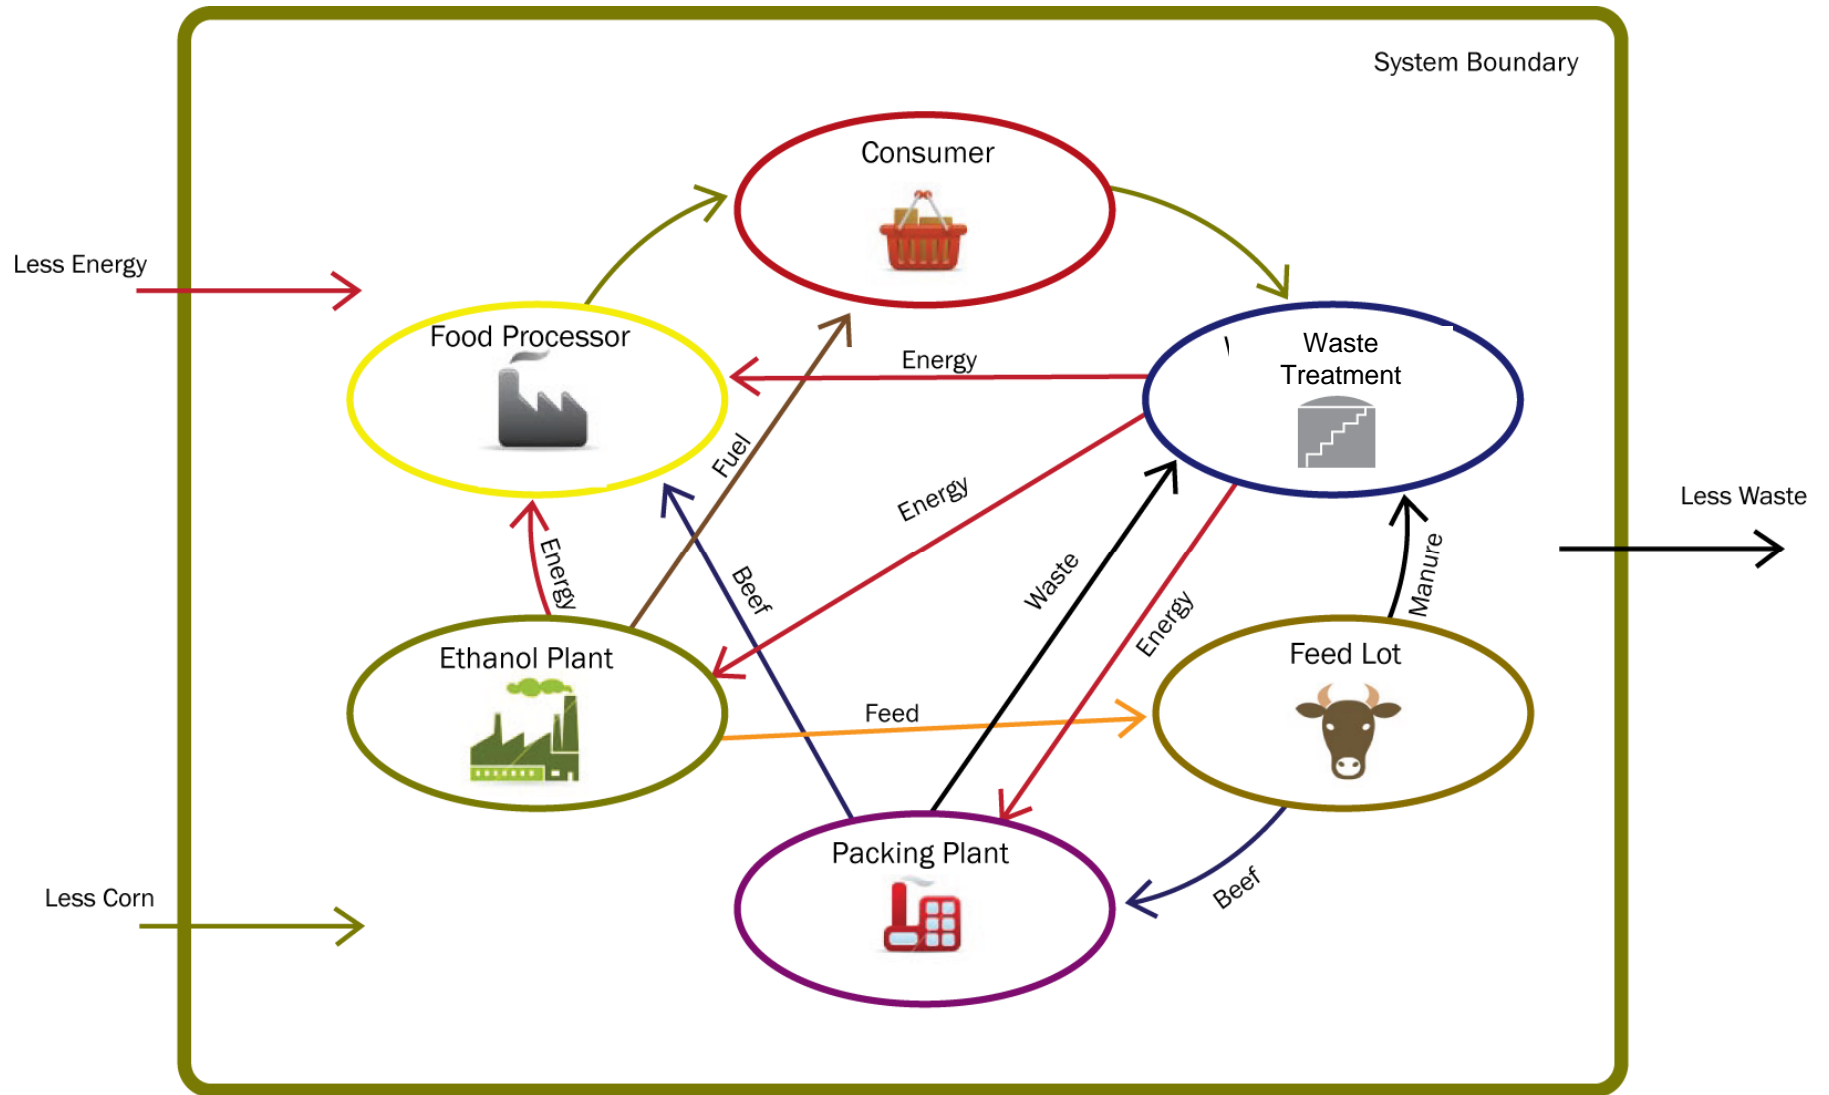 System Boundary
Consumer
Less Energy
Food Processor
Waste
Treatment
Energy
Fuel
Energy
Less Waste
Energy
Beef
Waste
Manure
Energy
Ethanol Plant
Feed Lot
Feed
Packing Plant
Beef
Less Corn